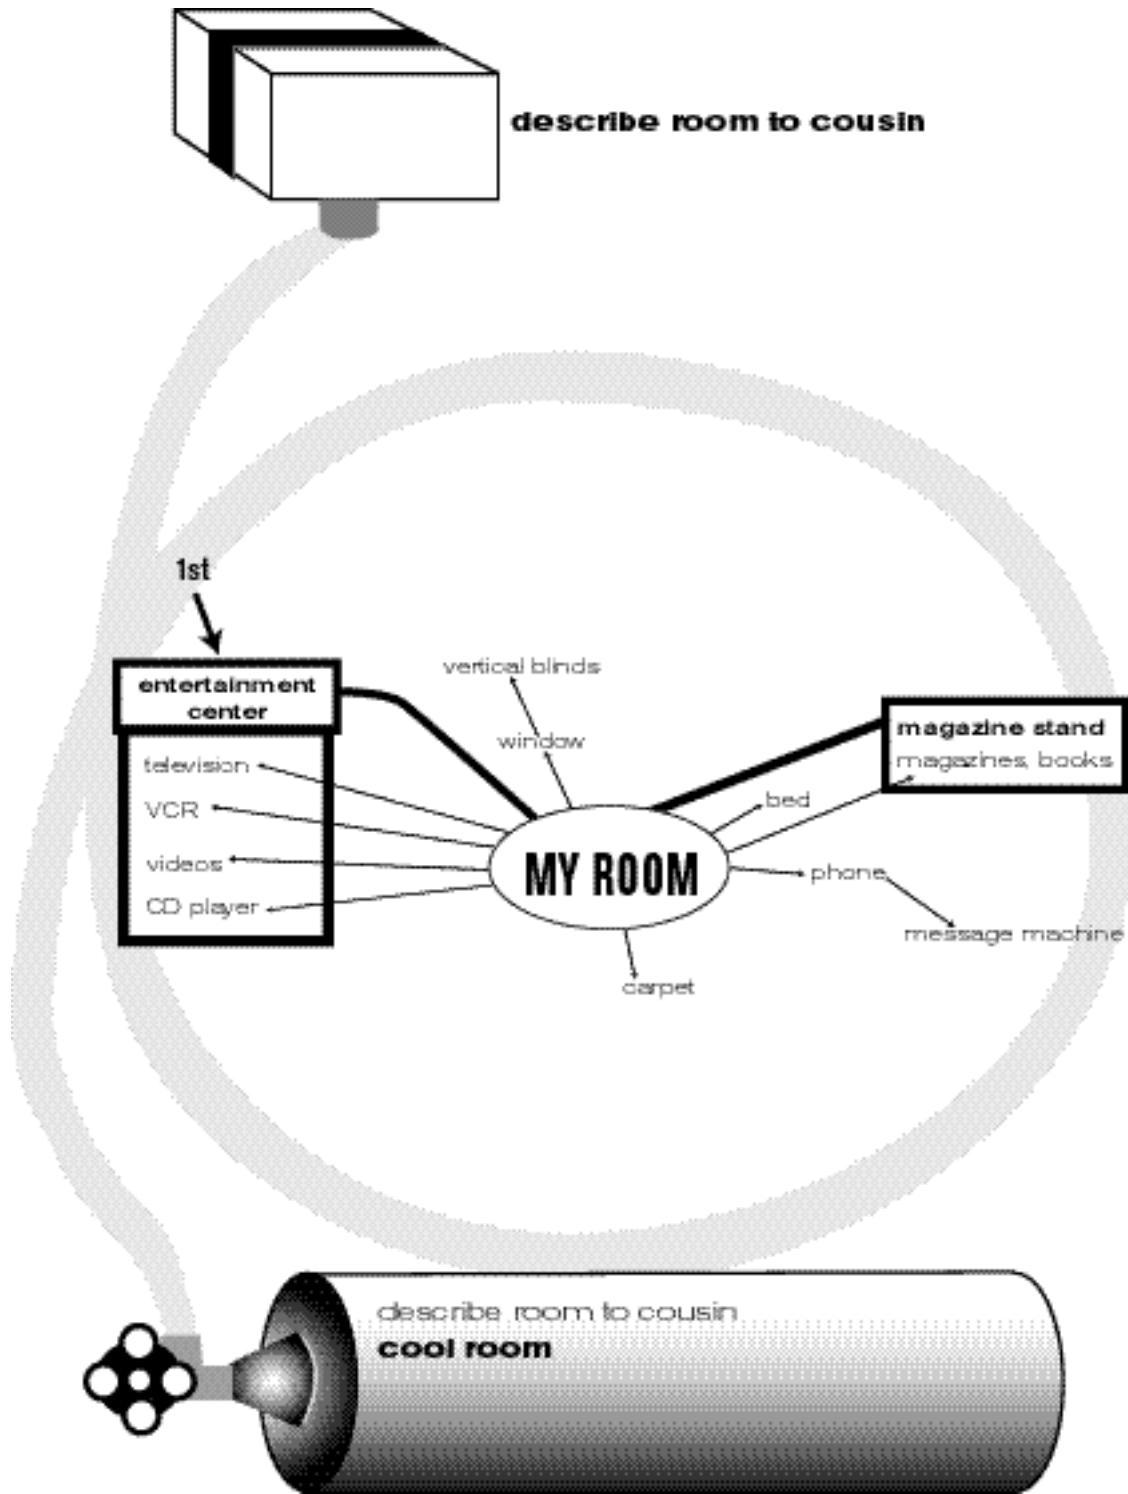 describe room to cousin
1st
entertainment
center
television
VCR
videos
CD player
vertical blinds
window
MY ROOM
carpet
magazine stand
magazines, books
bed
phone
message machine
describe room to cousin
cool room